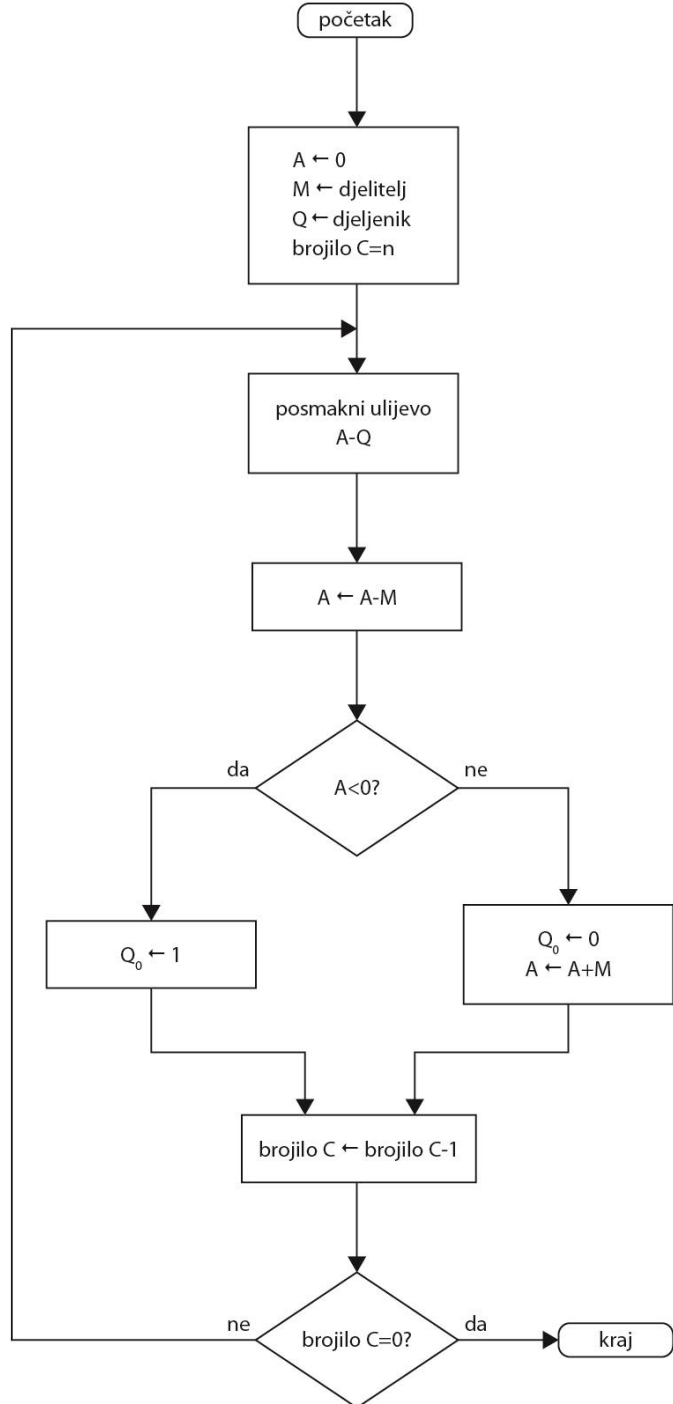 početak
A ← 0
M ← djelitelj
Q ← djeljenik
brojilo C=n
posmakni ulijevo
A-Q
A ← A-M
da
A<0?
ne
Q₀ ← 1
Q₀ ← 0
A ← A+M
brojilo C ← brojilo C-1
ne
brojilo C=0?
da
kraj